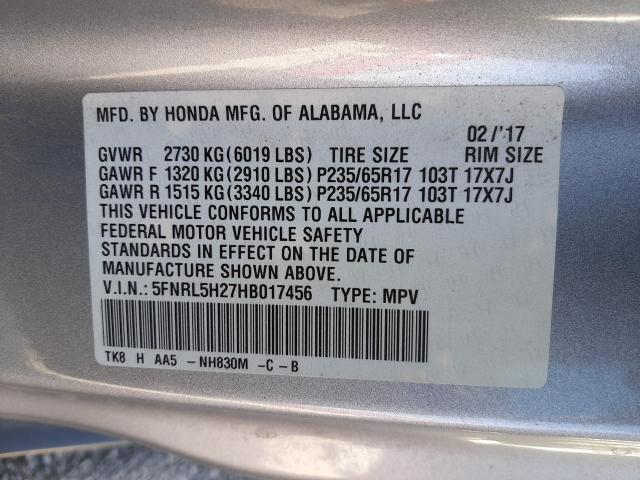 MFD. BY HONDA MFG. OF ALABAMA, LLC
02/'17
GVWR 2730 KG(6019 LBS) TIRE SIZE RIM SIZE
GAWR F 1320 KG(2910 LBS) P235/65R17 103T 17X7J
GAWR R 1515 KG(3340 LBS) P235/65R17 103T 17X7J
THIS VEHICLE CONFORMS TO ALL APPLICABLE
FEDERAL MOTOR VEHICLE SAFETY
STANDARDS IN EFFECT ON THE DATE OF
MANUFACTURE SHOWN ABOVE.
V.I.N.: 5FNRL5H27HB017456 TYPE: MPV
TK8 H AA5 - NH830M - C - B